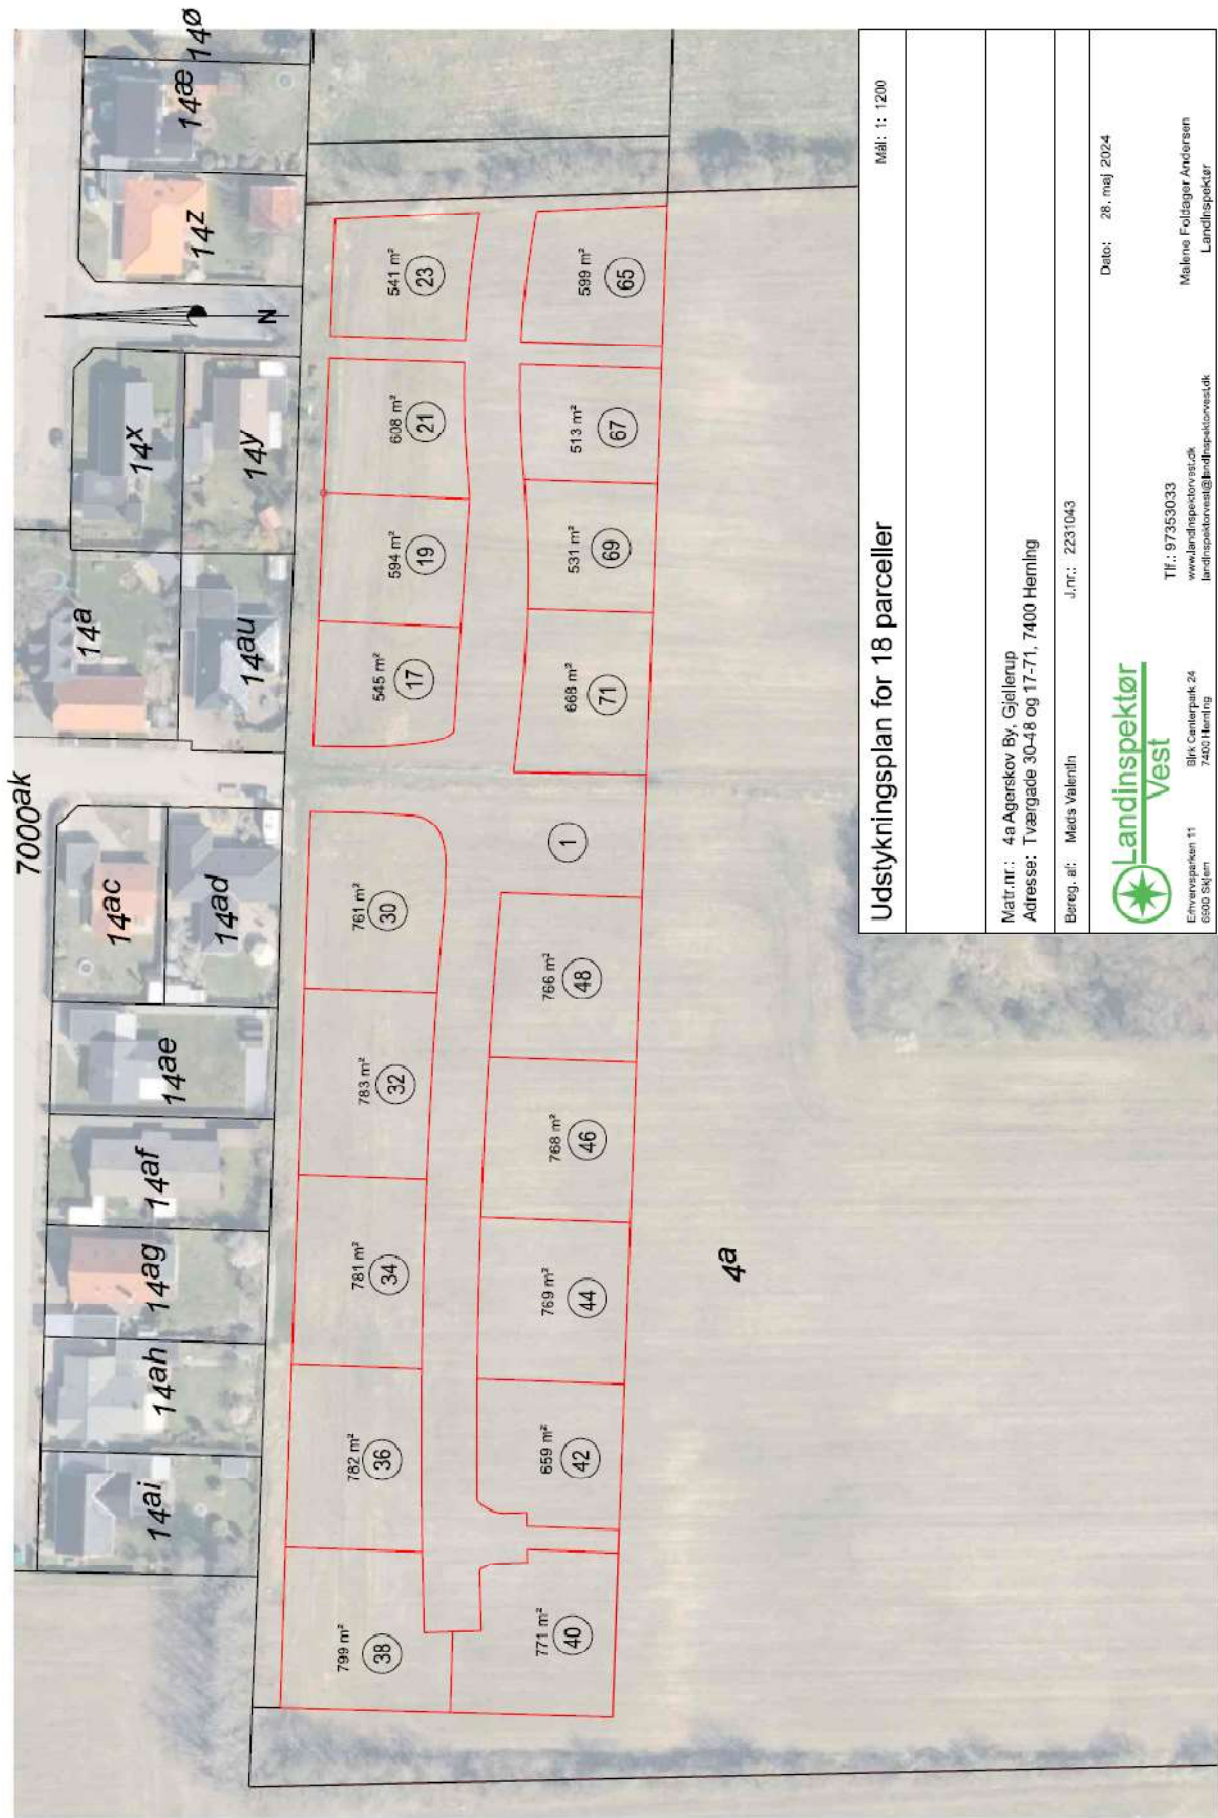 7000ak
14ai
14ah
14ag
14af
14ae
14ac
14ad
14a
14au
14x
14y
14z
14æ
14ø
N
799 m²
38
782 m²
36
781 m²
34
783 m²
32
761 m²
30
545 m²
17
594 m²
19
608 m²
21
541 m²
23
771 m²
40
659 m²
42
769 m²
44
768 m²
46
766 m²
48
1
668 m²
71
531 m²
69
513 m²
67
599 m²
65
4a
Udstykningsplan for 18 parceller
Mål: 1: 1200
Matr.nr.: 4a Agerskov By, Gjellerup
Adresse: Tværgade 30-48 og 17-71, 7400 Herning
Bereg. af: Mads Valentin
J.nr.: 2231043
Dato: 28. maj 2024
Landinspektør
Vest
Erhvervsparken 11
6900 Skjern
Birk Centerpark 24
7400 Herning
Tlf.: 97353033
www.landinspektorvest.dk
landinspektorvest@landinspektorvest.dk
Malene Foldager Andersen
Landinspektør